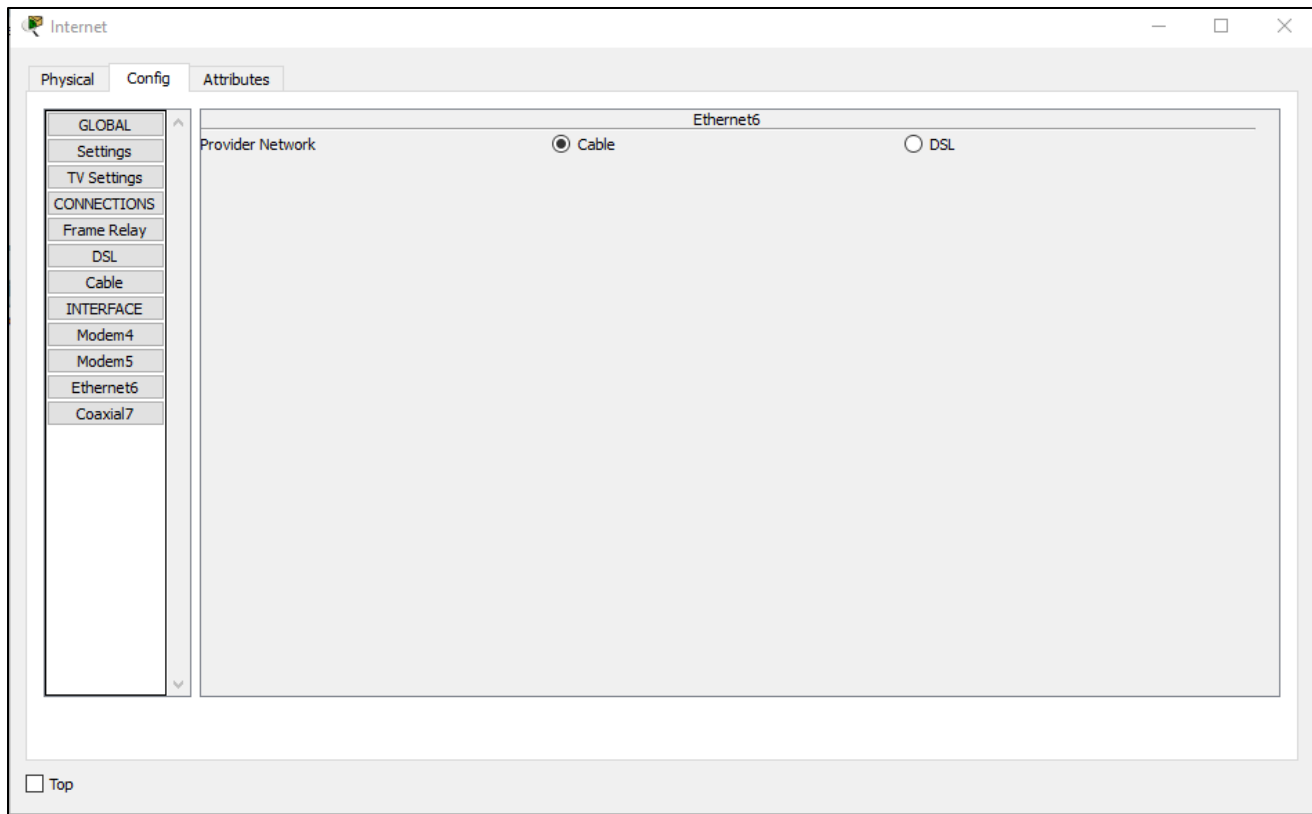 Internet
Physical Config Attributes
GLOBAL
Settings
TV Settings
CONNECTIONS
Frame Relay
DSL
Cable
INTERFACE
Modem4
Modem5
Ethernet6
Coaxial7
Ethernet6
Provider Network Cable DSL
Top